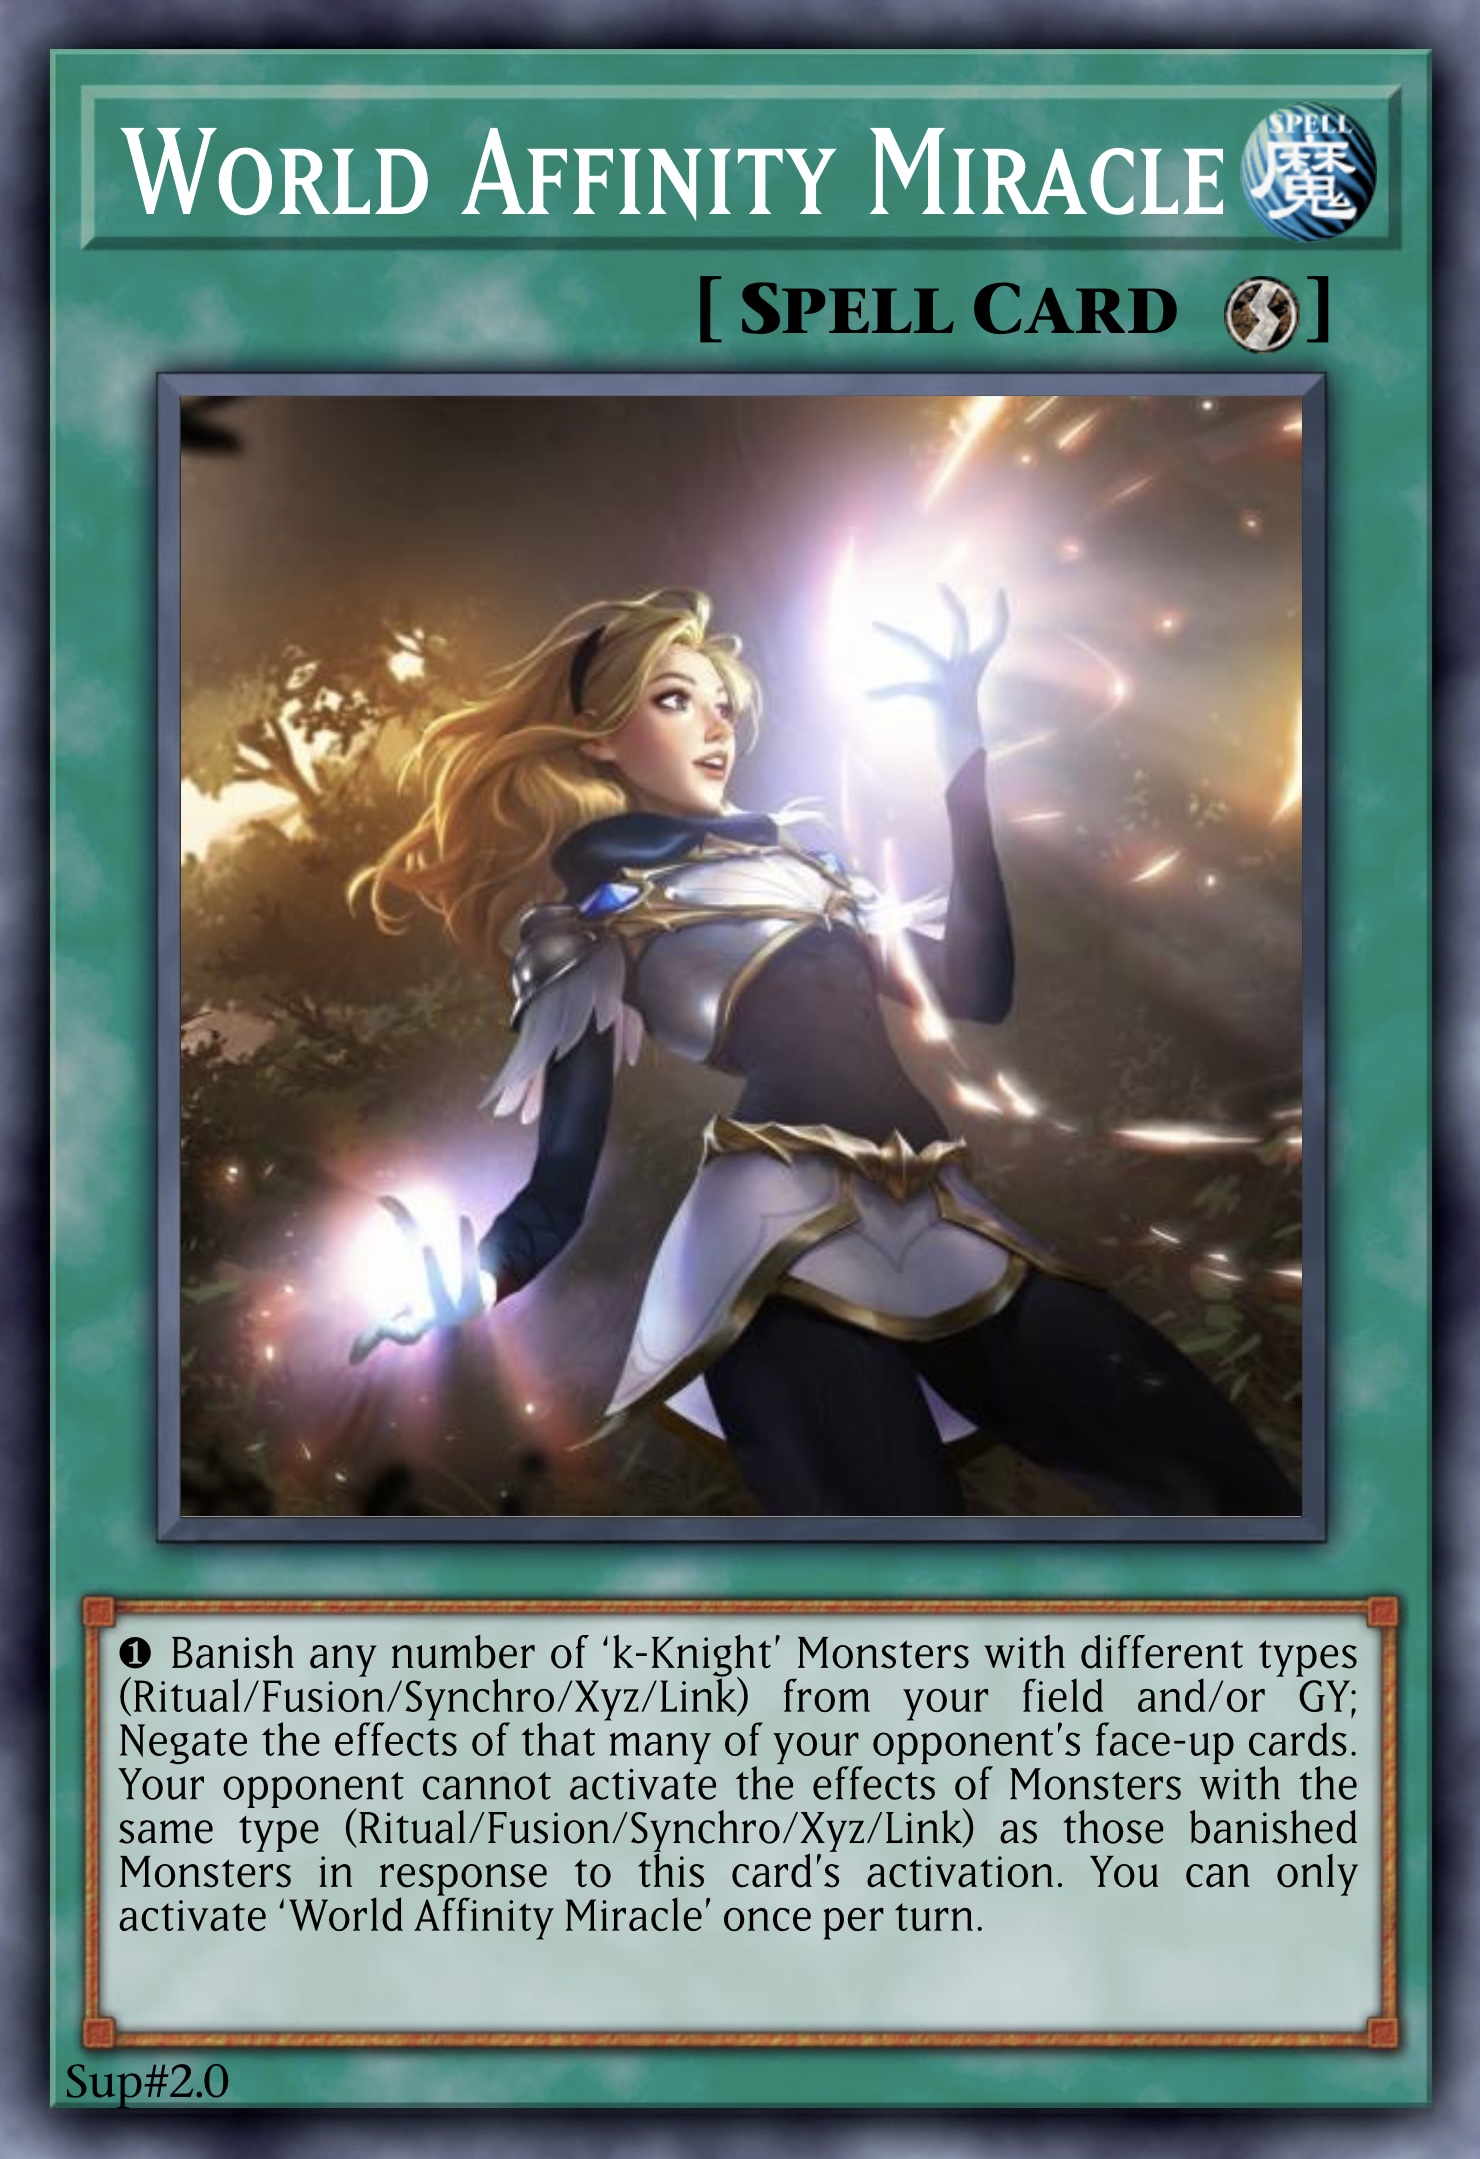 World Affinity Miracle
SPELL
魔
[ Spell Card ]
❶ Banish any number of ‘k-Knight’ Monsters with different types
(Ritual/Fusion/Synchro/Xyz/Link) from your field and/or GY;
Negate the effects of that many of your opponent's face-up cards.
Your opponent cannot activate the effects of Monsters with the
same type (Ritual/Fusion/Synchro/Xyz/Link) as those banished
Monsters in response to this card's activation. You can only
activate ‘World Affinity Miracle’ once per turn.
Sup#2.0